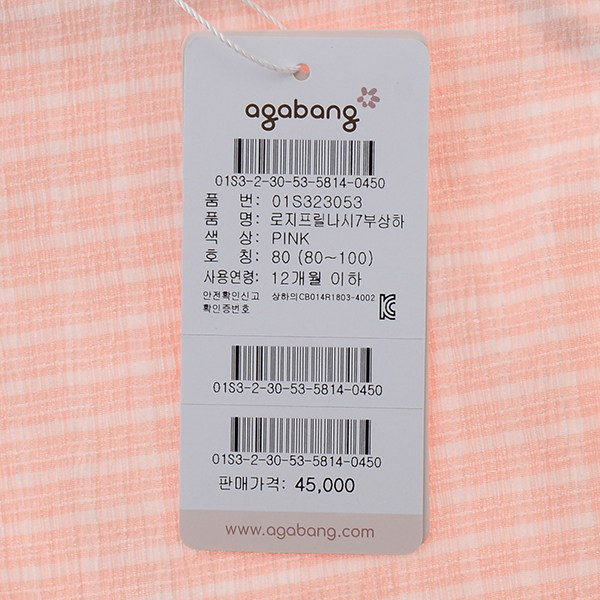 agabang
01S3-2-30-53-5814-0450
품 번: 01S323053
품 명: 로지프릴나시7부상하
색 상: PINK
호 칭: 80 (80~100)
사용연령: 12개월 이하
안전확인신고 상하의CB014R1803-4002
확인증번호
01S3-2-30-53-5814-0450
01S3-2-30-53-5814-0450
판매가격: 45,000
www.agabang.com